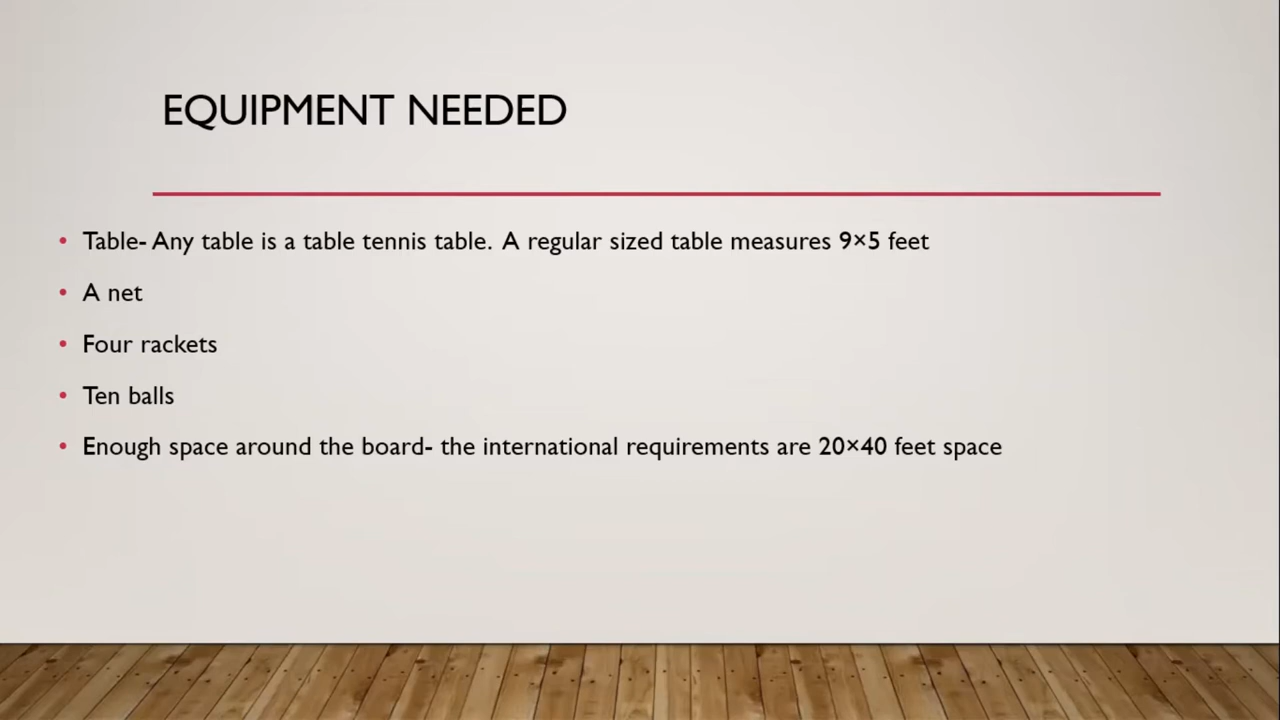 EQUIPMENT NEEDED
• Table- Any table is a table tennis table. A regular sized table measures 9×5 feet
• A net
• Four rackets
• Ten balls
• Enough space around the board- the international requirements are 20×40 feet space